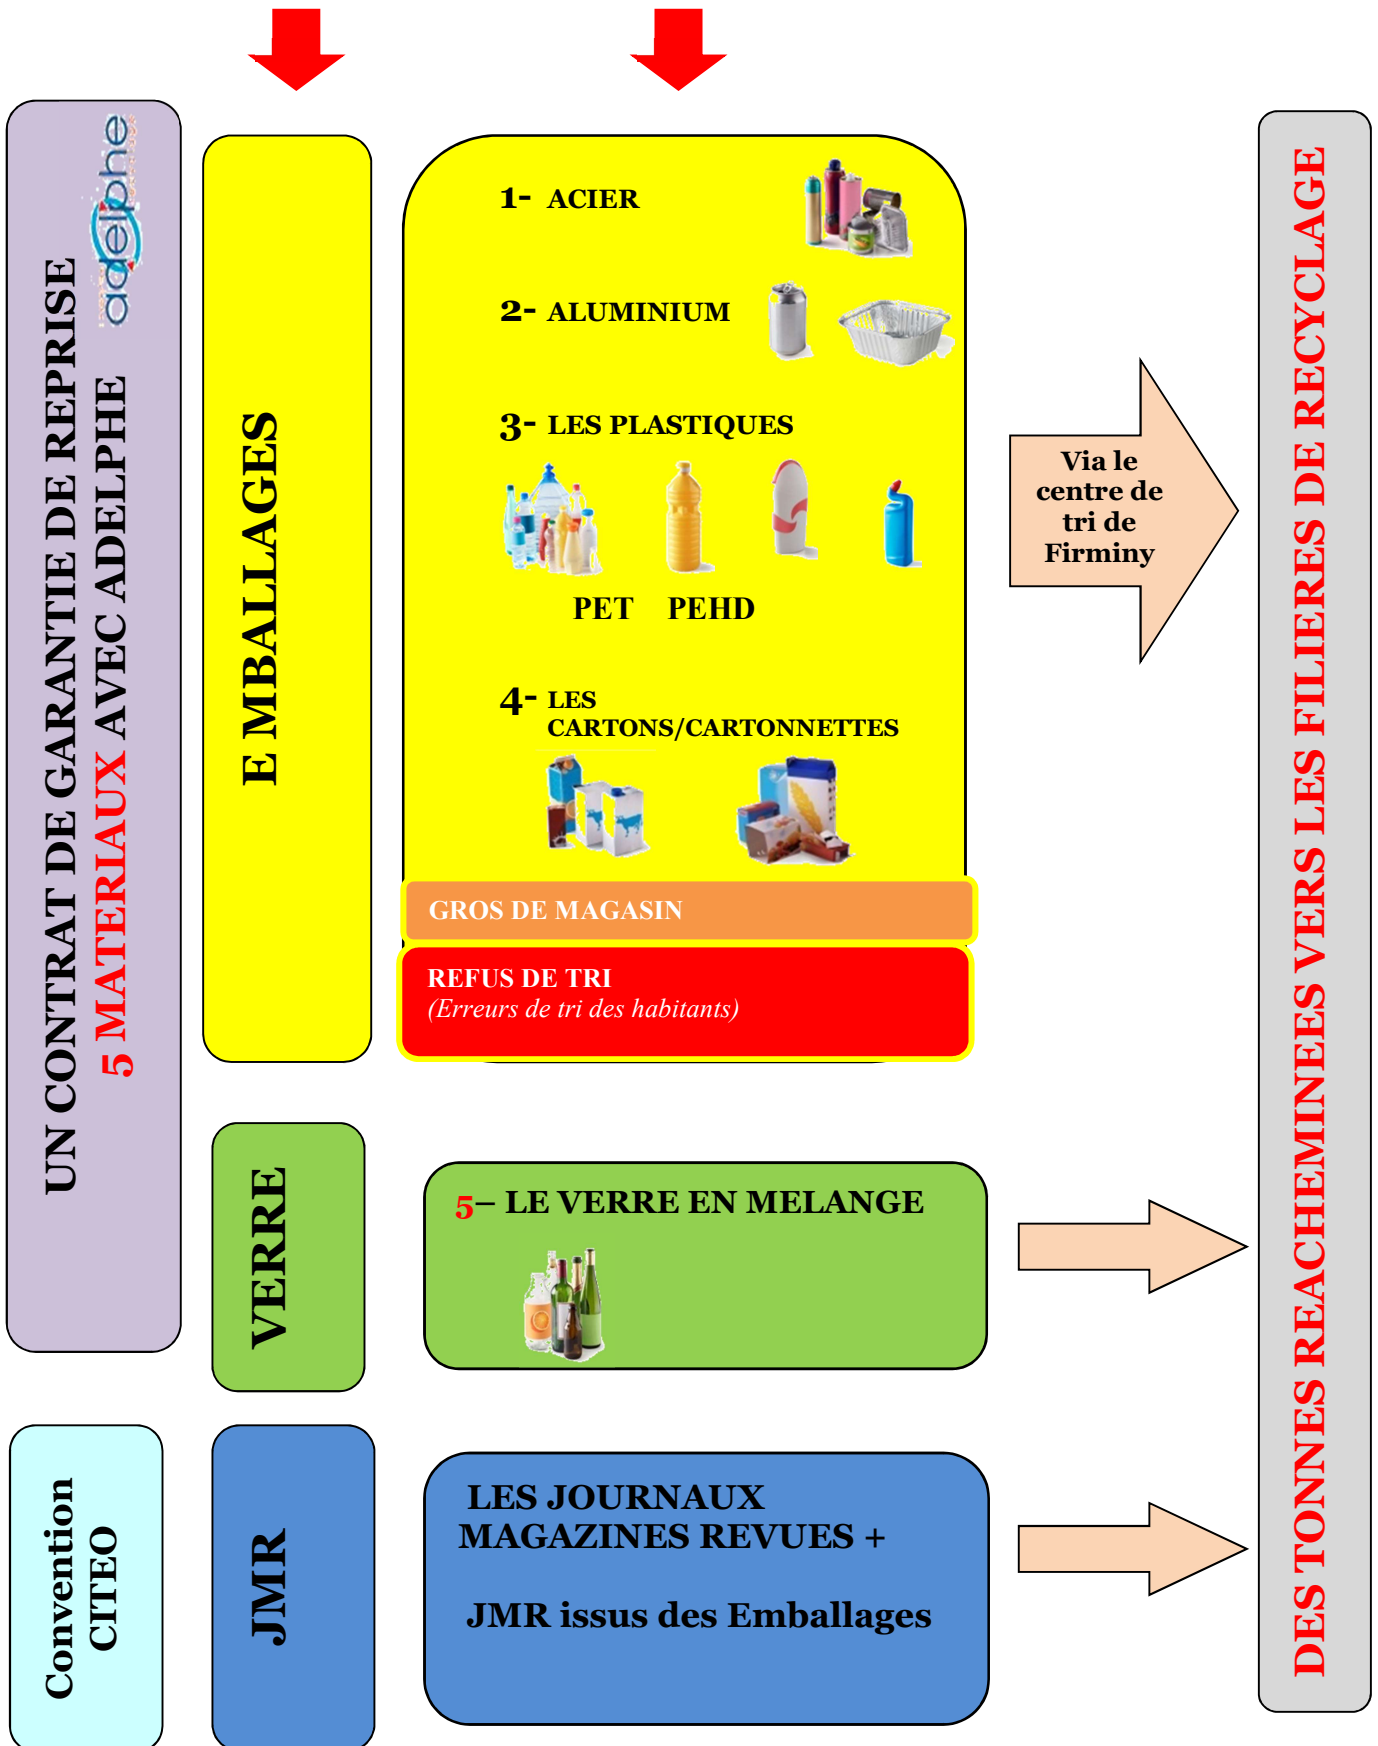 UN CONTRAT DE GARANTIE DE REPRISE
5 MATERIAUX AVEC ADELPHE
adelphe
E MBALLAGES
1- ACIER
2- ALUMINIUM
3- LES PLASTIQUES
PET PEHD
4- LES
CARTONS/CARTONNETTES
GROS DE MAGASIN
REFUS DE TRI
(Erreurs de tri des habitants)
Via le
centre de
tri de
Firminy
VERRE
5– LE VERRE EN MELANGE
Convention
CITEO
JMR
LES JOURNAUX
MAGAZINES REVUES +
JMR issus des Emballages
DES TONNES REACHEMINEES VERS LES FILIERES DE RECYCLAGE